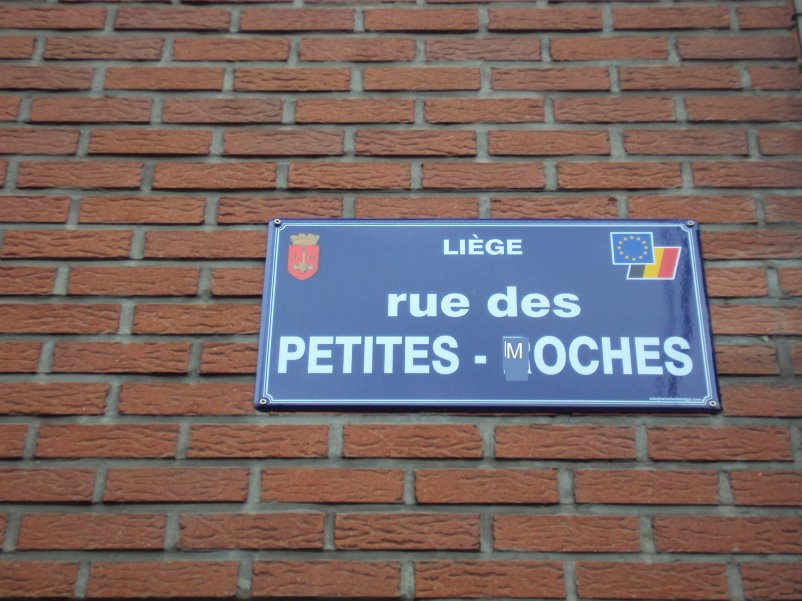 LIÈGE
rue des
PETITES - MOCHES